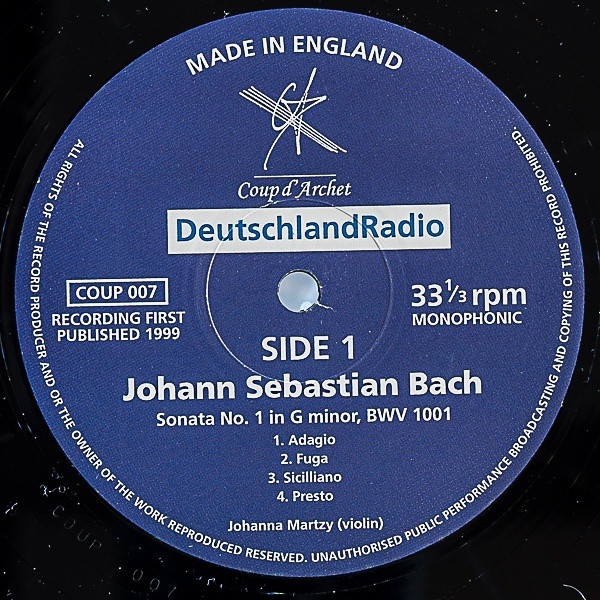 MADE IN ENGLAND
Coup d'Archet
DeutschlandRadio
COUP 007
RECORDING FIRST
PUBLISHED 1999
33⅓ rpm
MONOPHONIC
SIDE 1
Johann Sebastian Bach
Sonata No. 1 in G minor, BWV 1001
1. Adagio
2. Fuga
3. Sicilliano
4. Presto
Johanna Martzy (violin)
ALL RIGHTS OF THE RECORD PRODUCER AND/OR THE OWNER OF THE WORK REPRODUCED RESERVED. UNAUTHORISED PUBLIC PERFORMANCE BROADCASTING AND COPYING OF THIS RECORD PROHIBITED.
COUP 007